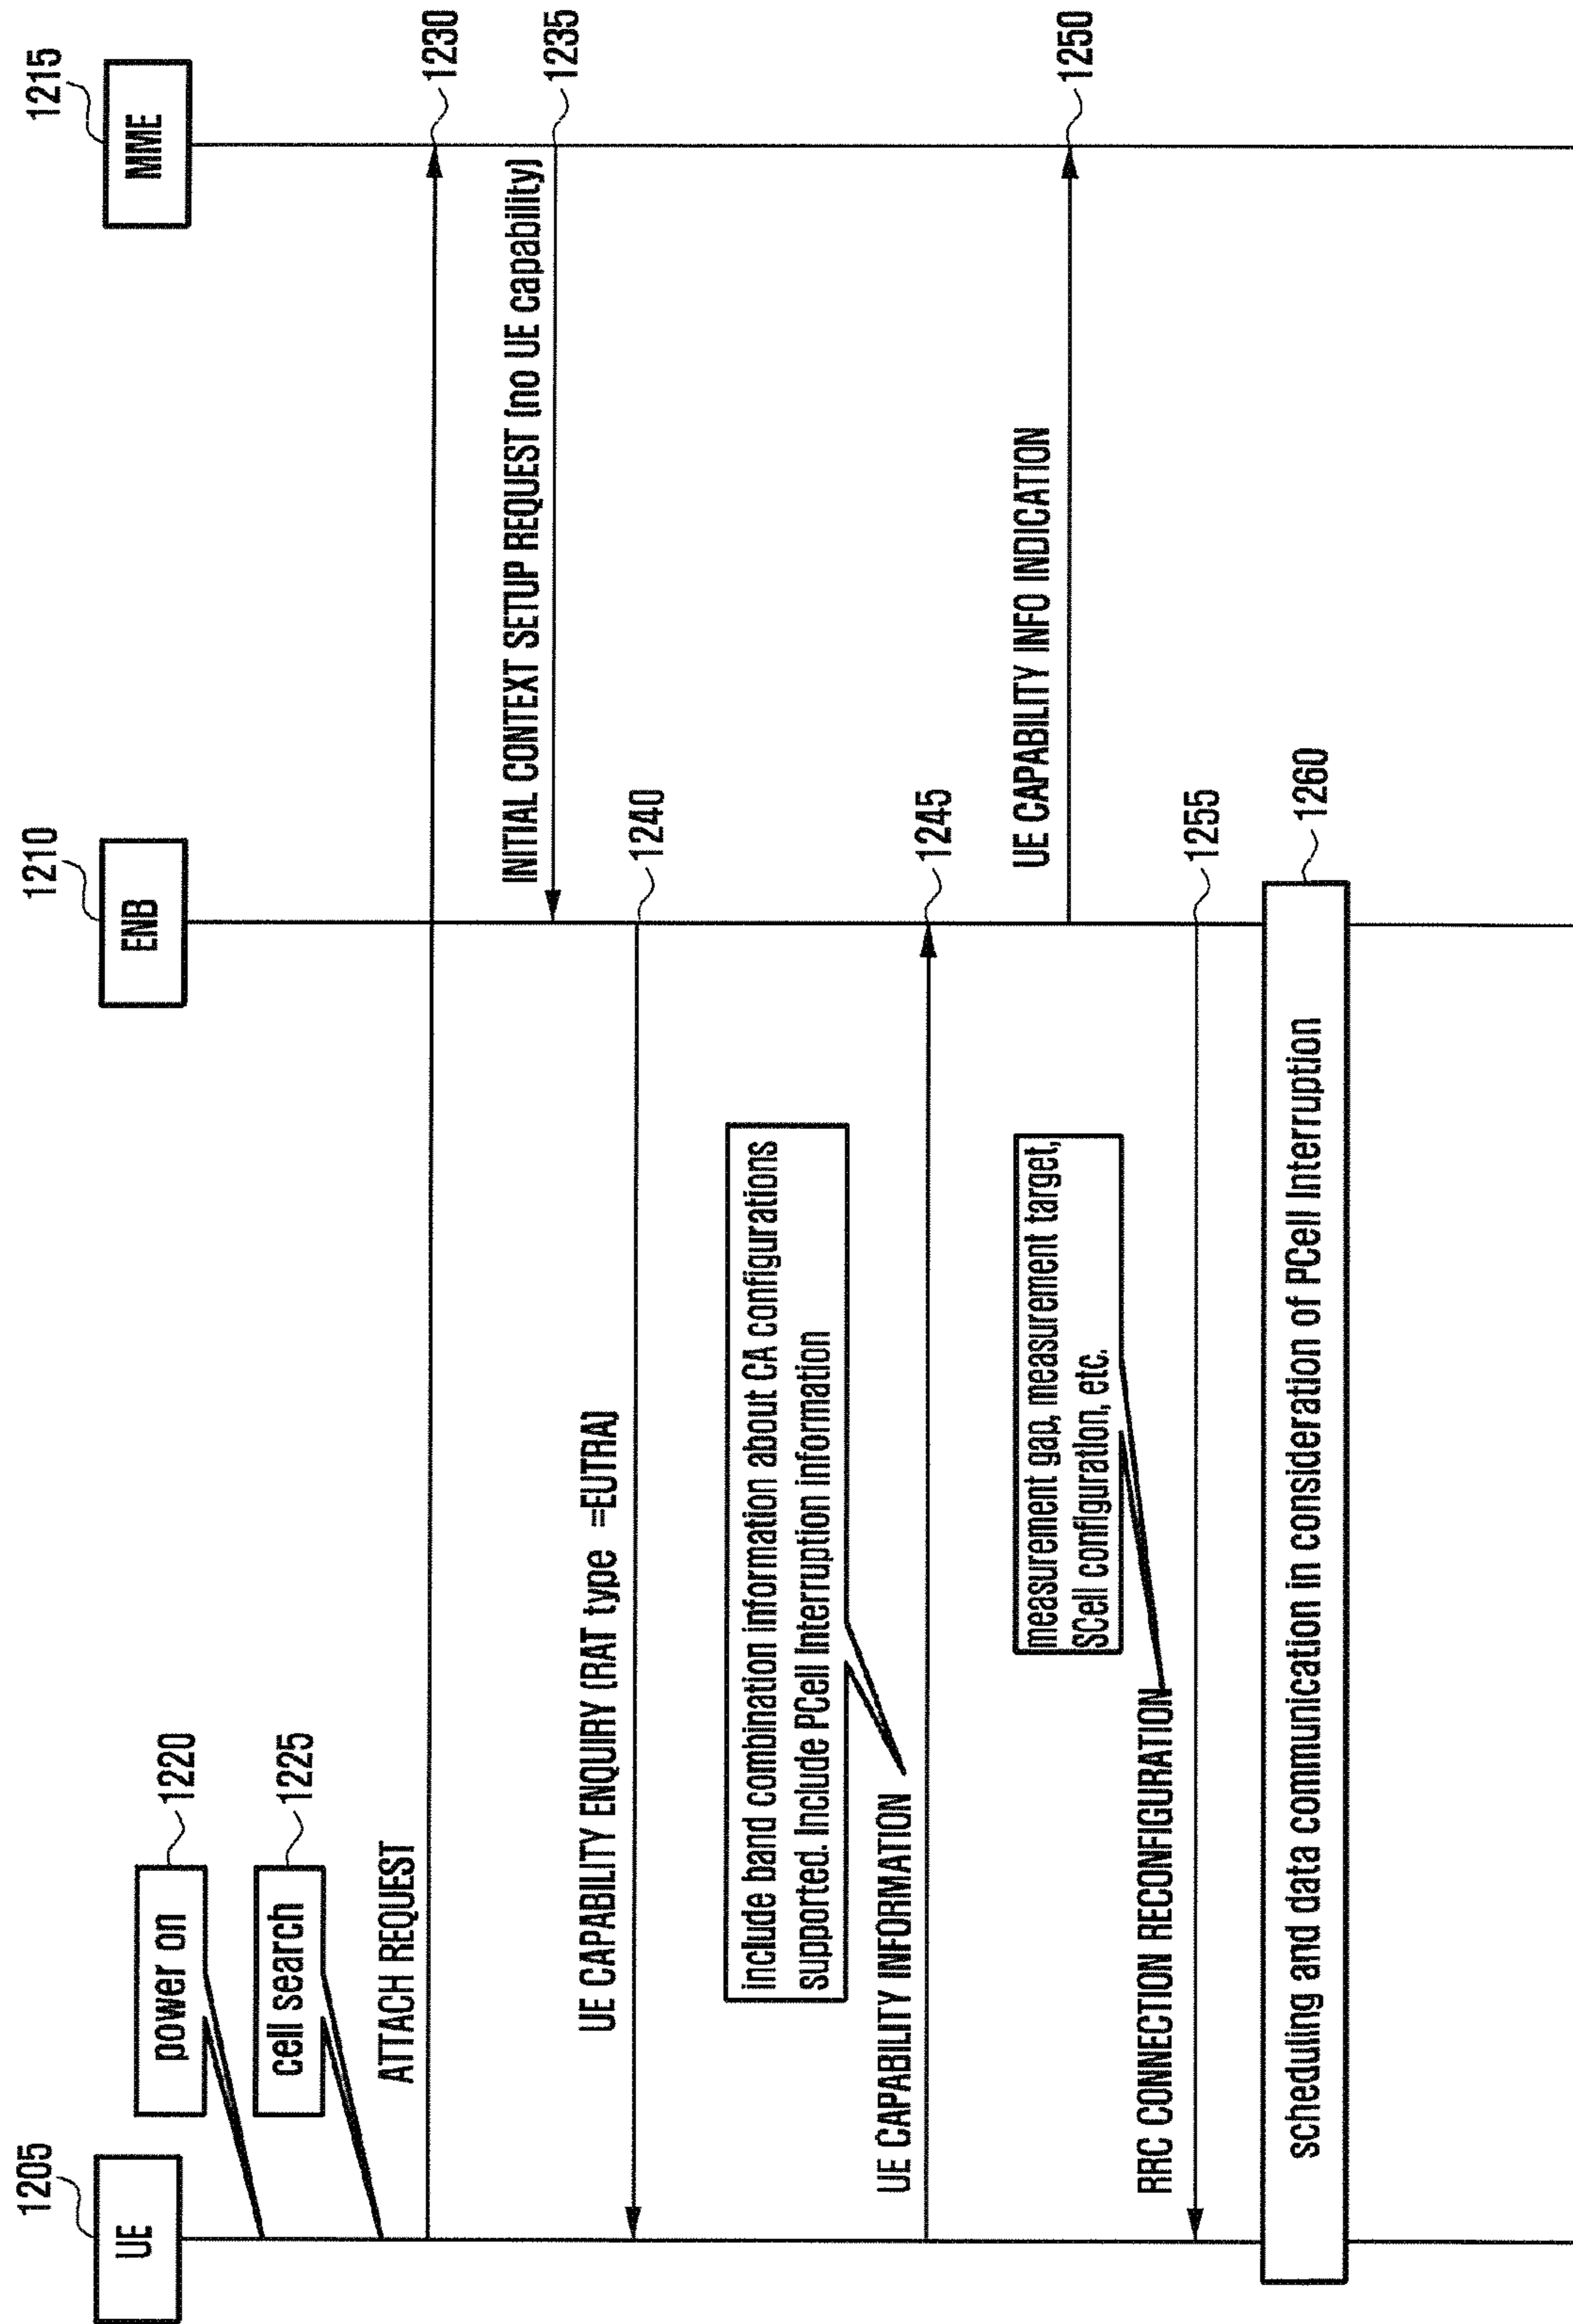 1205
UE
1210
ENB
1215
MME
power on
1220
cell search
1225
ATTACH REQUEST
1230
INITIAL CONTEXT SETUP REQUEST (no UE capability)
1235
UE CAPABILITY ENQUIRY (RAT type =EUTRA)
1240
include band combination information about CA configurations
supported. Include PCell Interruption information
UE CAPABILITY INFORMATION
1245
UE CAPABILITY INFO INDICATION
1250
measurement gap, measurement target,
SCell configuration, etc.
RRC CONNECTION RECONFIGURATION
1255
scheduling and data communication in consideration of PCell Interruption
1260